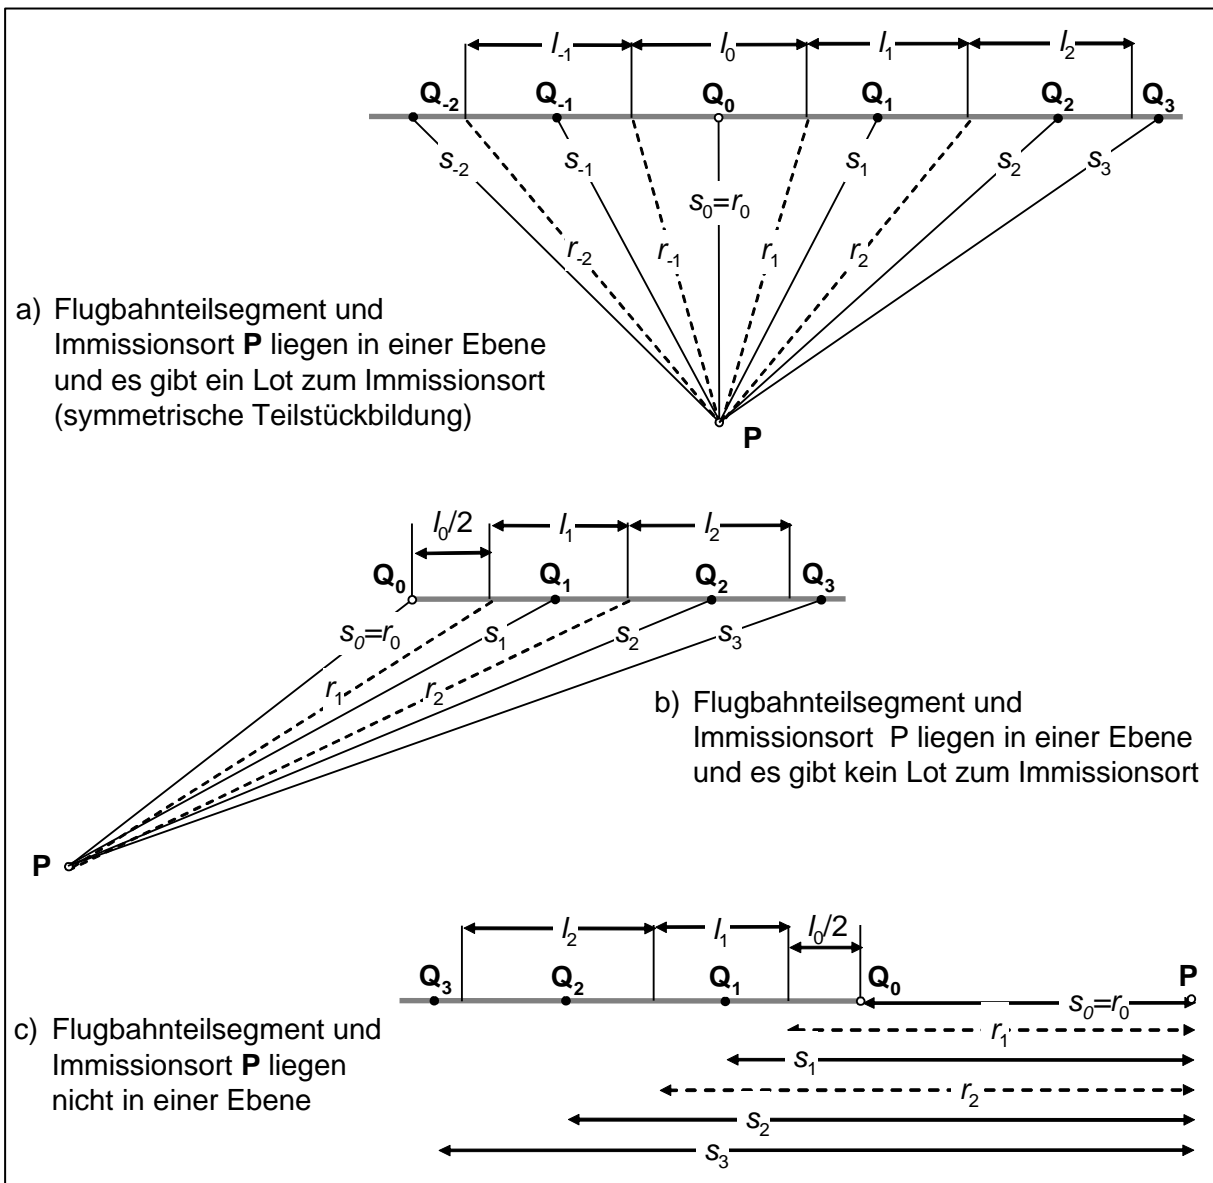 l-1 l0 l1 l2
Q-2 Q-1 Q0 Q1 Q2 Q3
s-2 s-1 s1 s2 s3
s0=r0
r-2 r-1 r1 r2
a) Flugbahnteilsegment und
Immissionsort P liegen in einer Ebene
und es gibt ein Lot zum Immissionsort
(symmetrische Teilstückbildung)
P
l0/2 l1 l2
Q0 Q1 Q2 Q3
s0=r0 s1 s2 s3
r1 r2
b) Flugbahnteilsegment und
Immissionsort P liegen in einer Ebene
und es gibt kein Lot zum Immissionsort
P
l2 l1 l0/2
Q3 Q2 Q1 Q0 P
s0=r0
c) Flugbahnteilsegment und
Immissionsort P liegen
nicht in einer Ebene
r1
s1
r2
s2
s3